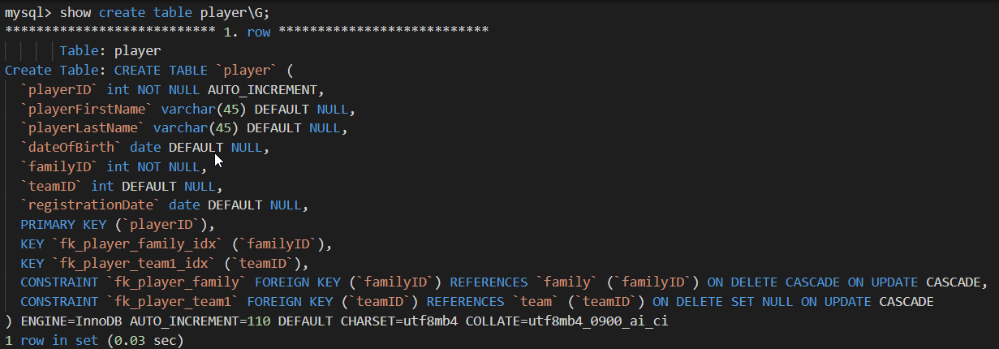 mysql> show create table player\G;
*************************** 1. row ***************************
       Table: player
Create Table: CREATE TABLE `player` (
  `playerID` int NOT NULL AUTO_INCREMENT,
  `playerFirstName` varchar(45) DEFAULT NULL,
  `playerLastName` varchar(45) DEFAULT NULL,
  `dateOfBirth` date DEFAULT NULL,
  `familyID` int NOT NULL,
  `teamID` int DEFAULT NULL,
  `registrationDate` date DEFAULT NULL,
  PRIMARY KEY (`playerID`),
  KEY `fk_player_family_idx` (`familyID`),
  KEY `fk_player_team1_idx` (`teamID`),
  CONSTRAINT `fk_player_family` FOREIGN KEY (`familyID`) REFERENCES `family` (`familyID`) ON DELETE CASCADE ON UPDATE CASCADE,
  CONSTRAINT `fk_player_team1` FOREIGN KEY (`teamID`) REFERENCES `team` (`teamID`) ON DELETE SET NULL ON UPDATE CASCADE
) ENGINE=InnoDB AUTO_INCREMENT=110 DEFAULT CHARSET=utf8mb4 COLLATE=utf8mb4_0900_ai_ci
1 row in set (0.03 sec)